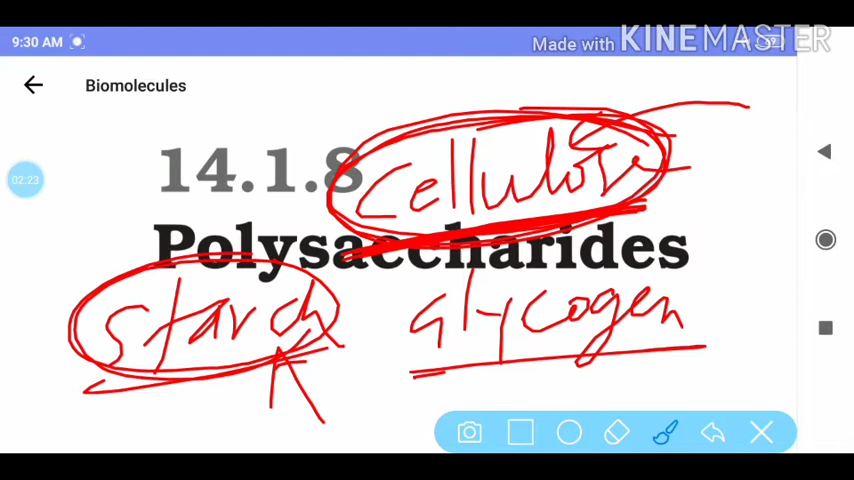 9:30 AM
Made with KINEMASTER
Biomolecules
02:23
14.1.8
Cellulose
Polysaccharides
Starch Glycogen